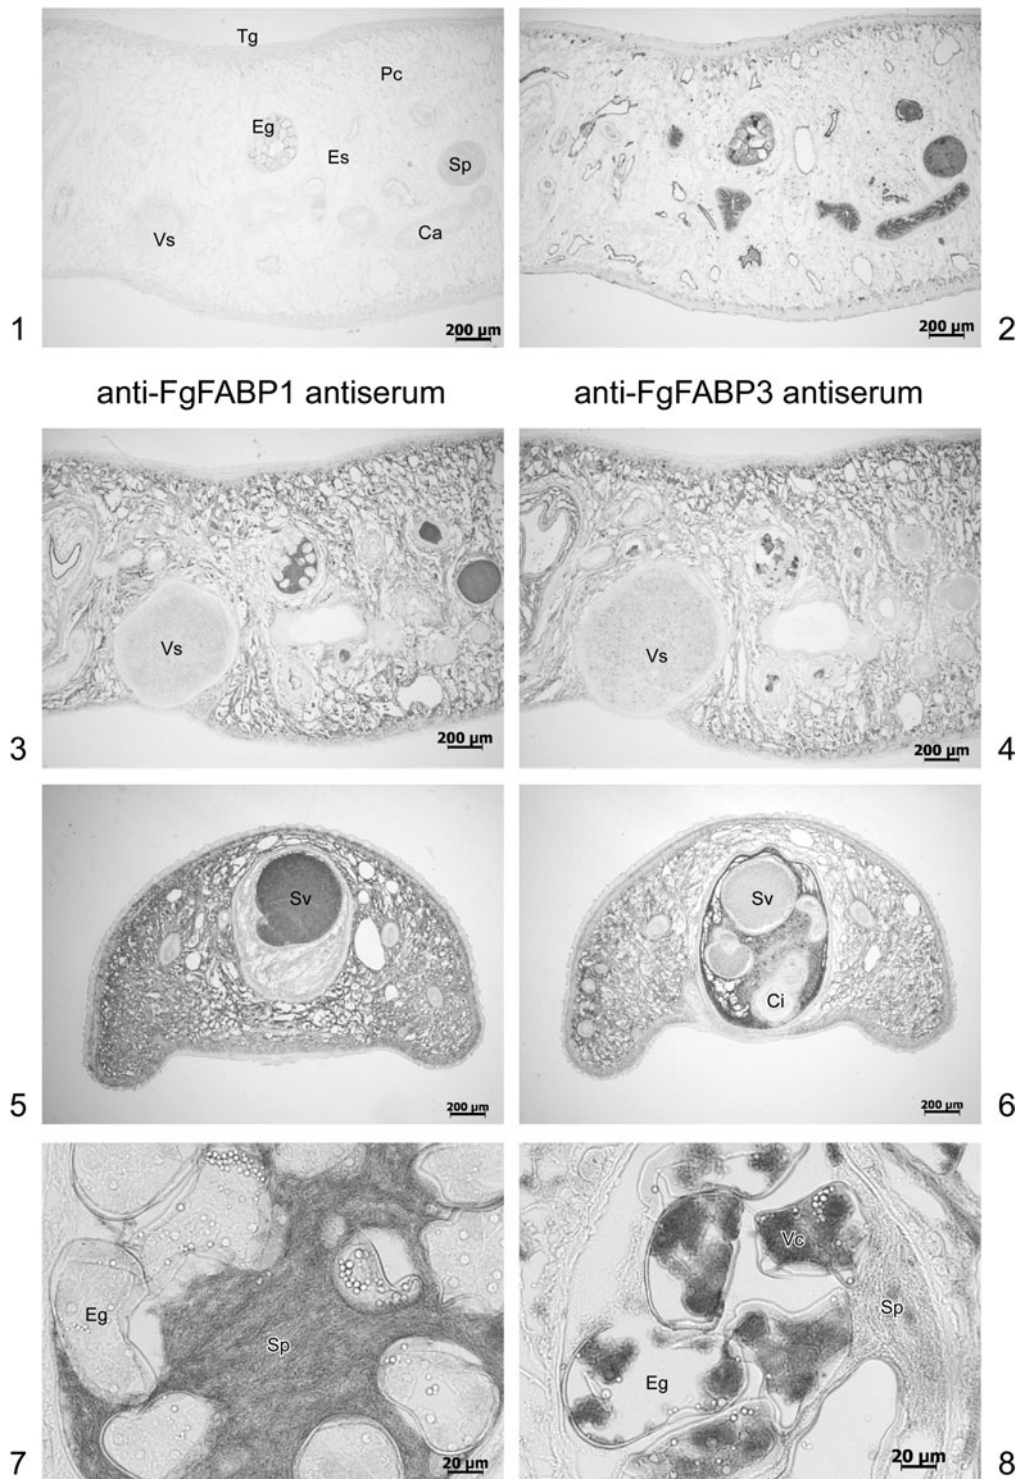 Tg
Pc
Eg
Es
Sp
Vs
Ca
200 µm
1
200 µm
2
anti-FgFABP1 antiserum
anti-FgFABP3 antiserum
Vs
200 µm
3
Vs
200 µm
4
Sv
200 µm
5
Sv
Ci
200 µm
6
Eg
Sp
20 µm
7
Vc
Sp
Eg
20 µm
8